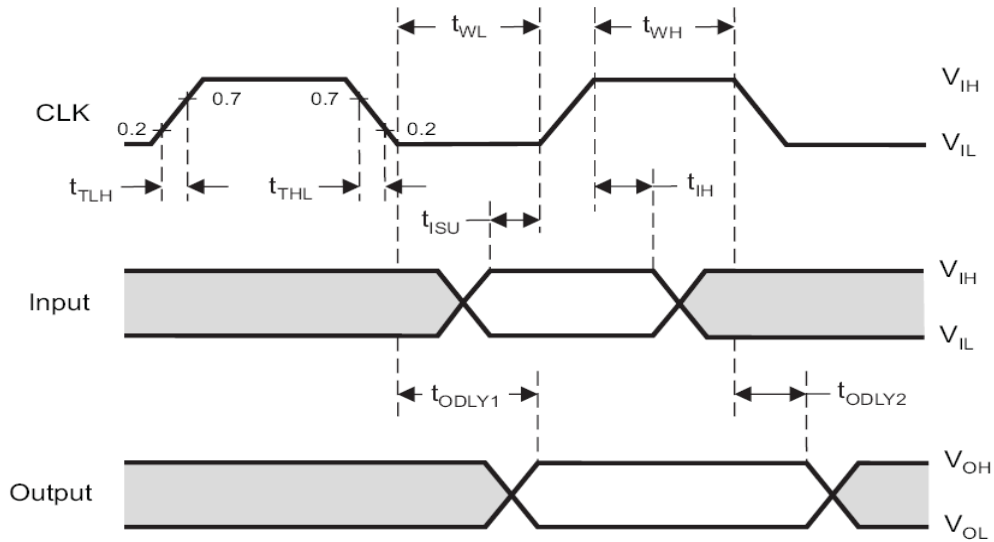 tWL
tWH
VIH
CLK
0.2
0.7
0.7
0.2
VIL
tTLH
tTHL
tIH
tISU
VIH
Input
VIL
tODLY1
tODLY2
VOH
Output
VOL